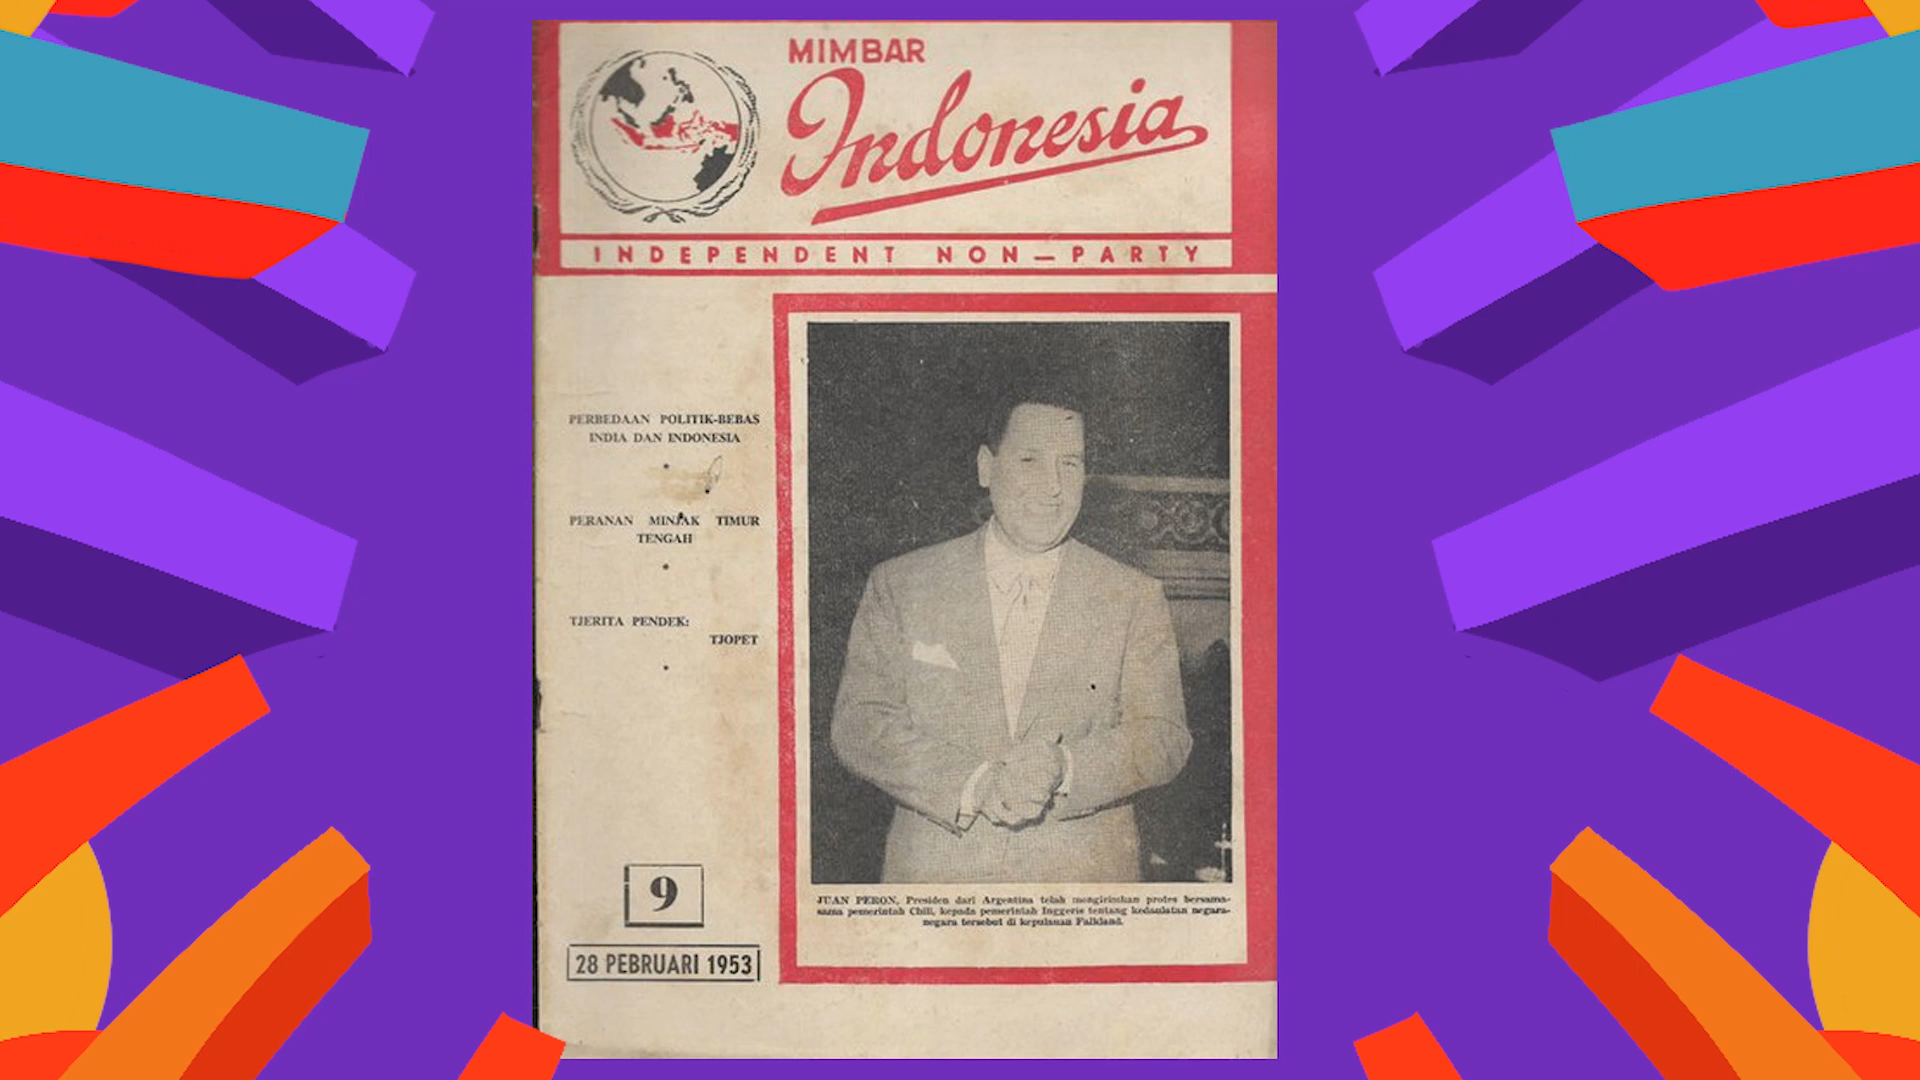 MIMBAR
Indonesia
INDEPENDENT NON-PARTY
PERBEDAAN POLITIK-BEBAS
INDIA DAN INDONESIA
PERANAN MINJAK TIMUR
TENGAH
TJERITA PENDEK:
TJOPET
9
28 PEBRUARI 1953
JUAN PERON, Presiden dari Argentina telah mengirimkan protes bersama-
sama pemerintah Chili, kepada pemerintah Inggeris tentang kedaulatan negara-
negara tersebut di kepulauan Falkland.